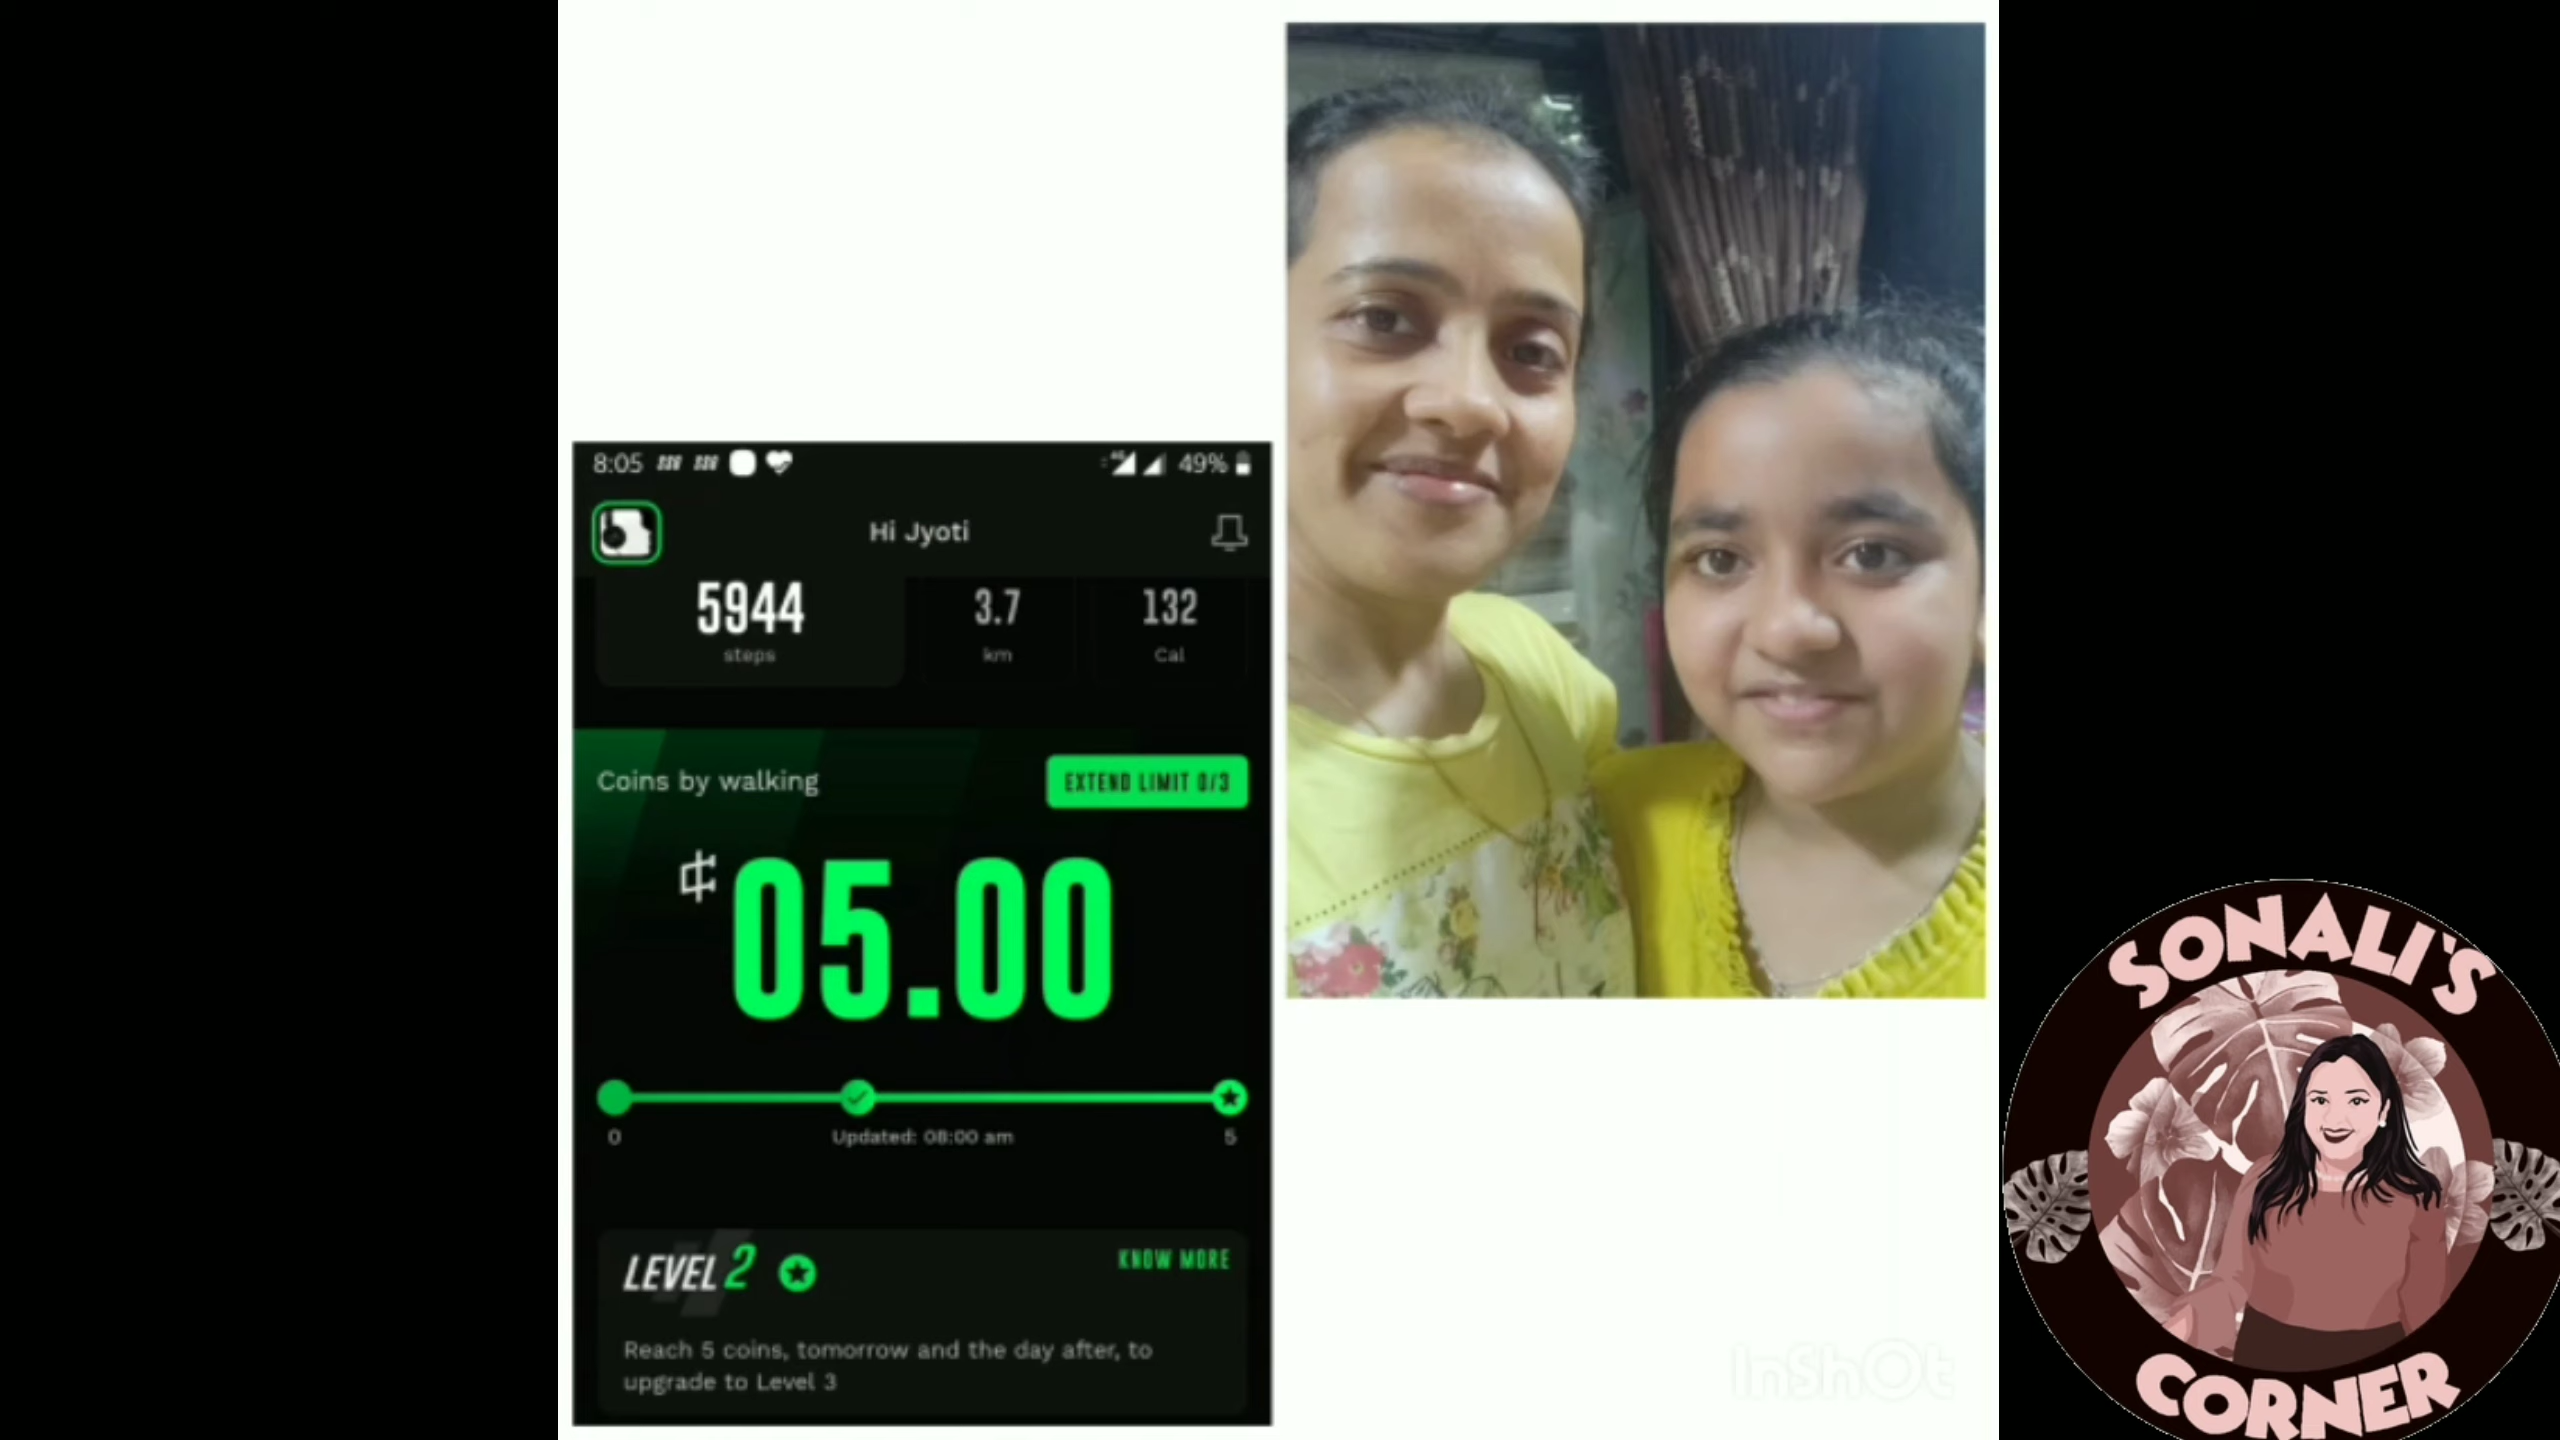 8:05
49%
Hi Jyoti
5944
steps
3.7
km
132
Cal
Coins by walking
EXTEND LIMIT 0/3
05.00
0
Updated: 08:00 am
5
LEVEL 2
KNOW MORE
Reach 5 coins, tomorrow and the day after, to
upgrade to Level 3
InShOt
SONALI'S
CORNER